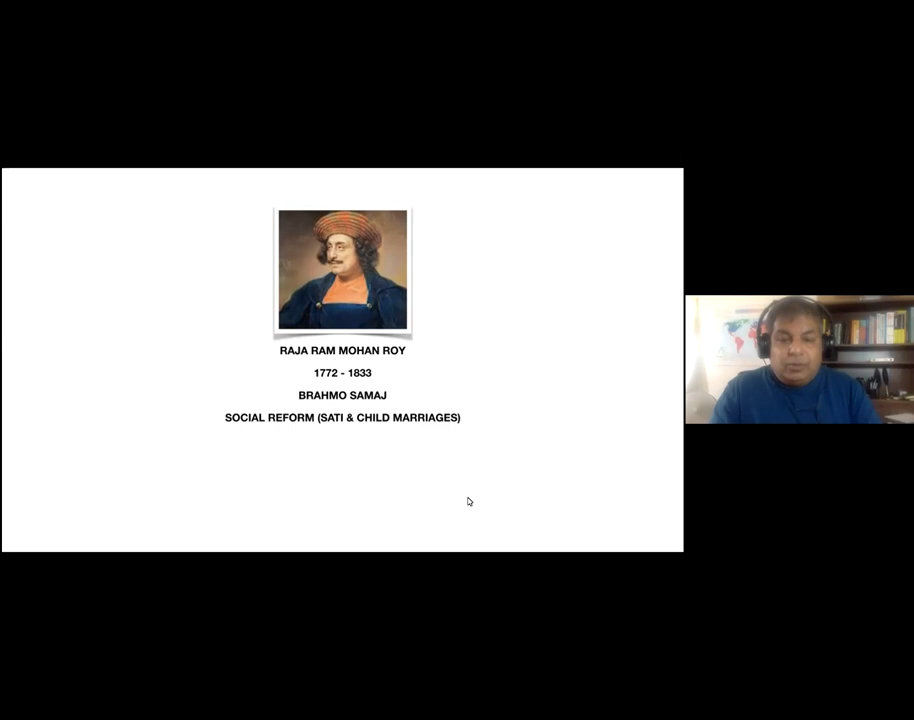 RAJA RAM MOHAN ROY
1772 - 1833
BRAHMO SAMAJ
SOCIAL REFORM (SATI & CHILD MARRIAGES)